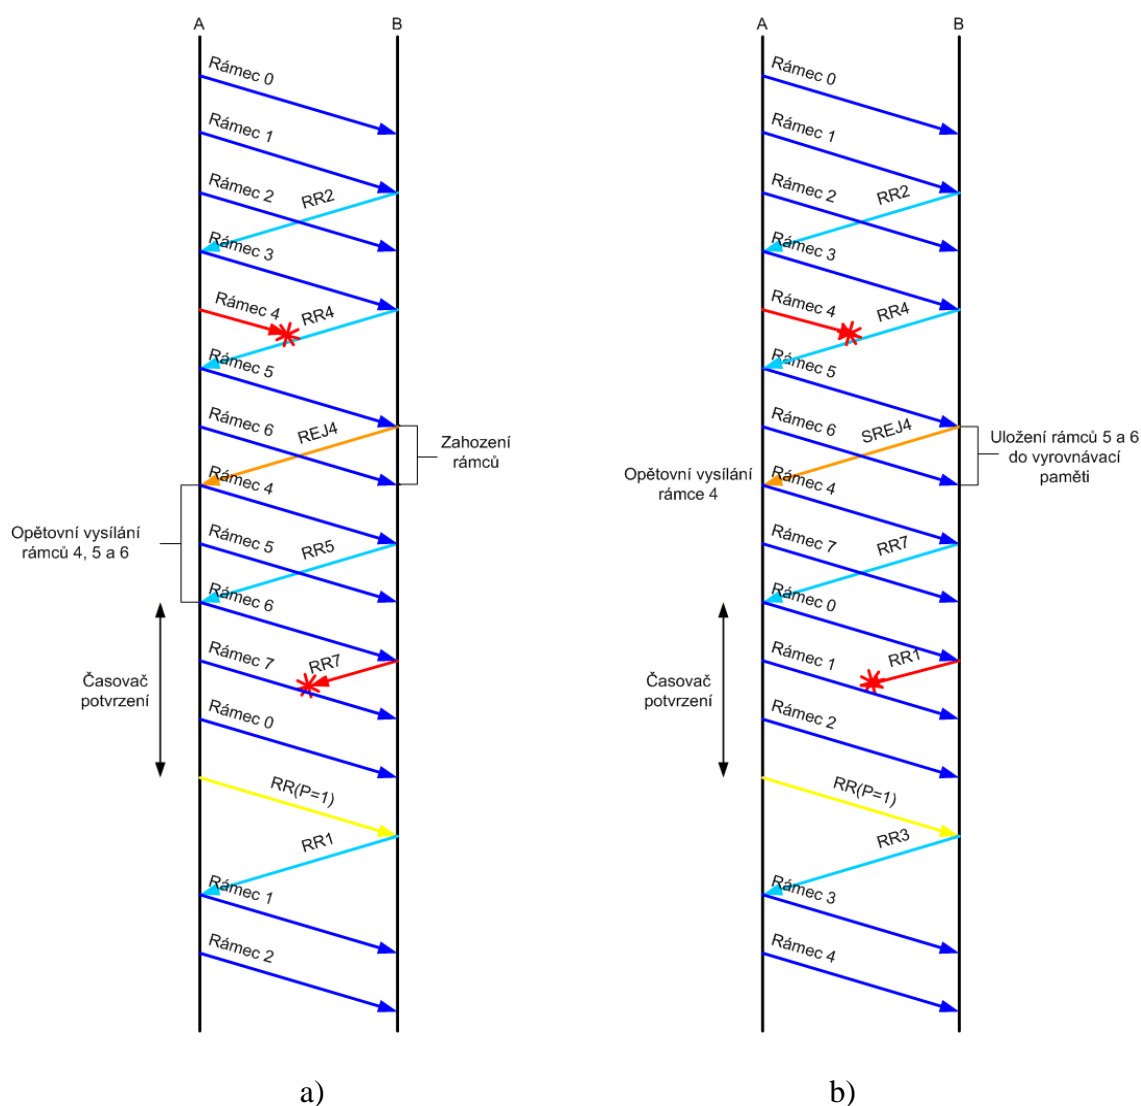 A
B
Rámec 0
Rámec 1
Rámec 2
RR2
Rámec 3
Rámec 4
RR4
Rámec 5
Rámec 6
REJ4
Zahození
rámců
Rámec 4
Opětovní vysílání
rámců 4, 5 a 6
Rámec 5
RR5
Rámec 6
Časovač
potvrzení
Rámec 7
RR7
Rámec 0
RR(P=1)
RR1
Rámec 1
Rámec 2
a)
A
B
Rámec 0
Rámec 1
Rámec 2
RR2
Rámec 3
Rámec 4
RR4
Rámec 5
Rámec 6
SREJ4
Uložení rámců 5 a 6
do vyrovnávací
paměti
Opětovní vysílání
rámce 4
Rámec 4
Rámec 7
RR7
Rámec 0
Časovač
potvrzení
Rámec 1
RR1
Rámec 2
RR(P=1)
RR3
Rámec 3
Rámec 4
b)